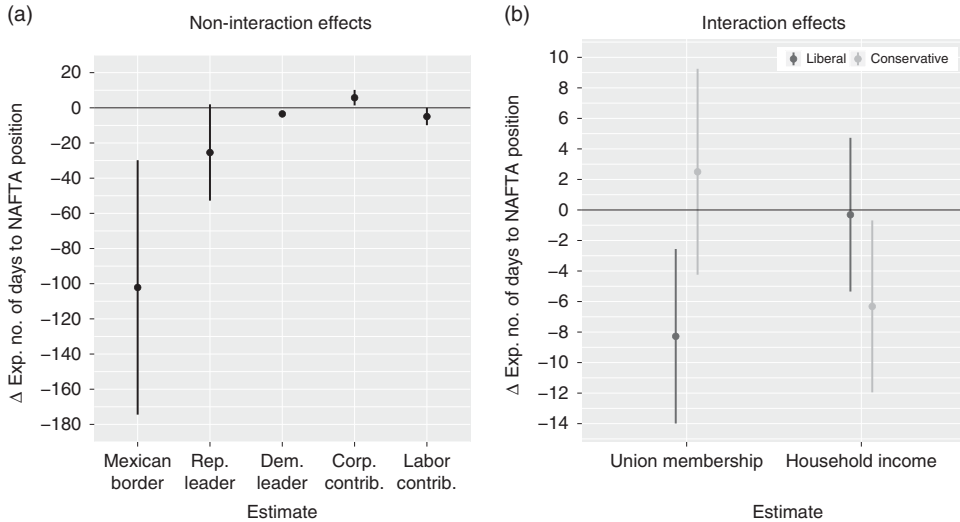 (a)
Non-interaction effects
20
0
−20
−40
−60
−80
−100
−120
−140
−160
−180
Δ Exp. no. of days to NAFTA position
Mexican border
Rep. leader
Dem. leader
Corp. contrib.
Labor contrib.
Estimate
(b)
Interaction effects
Liberal
Conservative
10
8
6
4
2
0
−2
−4
−6
−8
−10
−12
−14
Δ Exp. no. of days to NAFTA position
Union membership
Household income
Estimate